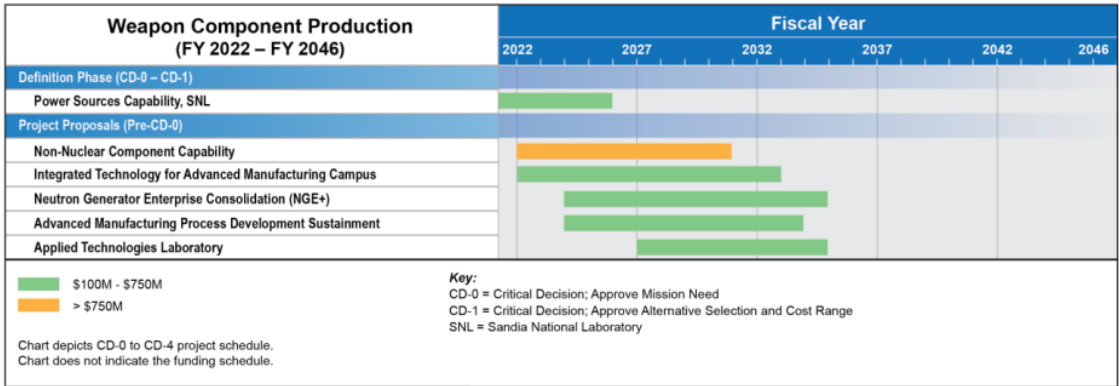 Weapon Component Production
(FY 2022 – FY 2046)
Fiscal Year
2022 2027 2032 2037 2042 2046
Definition Phase (CD-0 – CD-1)
Power Sources Capability, SNL
Project Proposals (Pre-CD-0)
Non-Nuclear Component Capability
Integrated Technology for Advanced Manufacturing Campus
Neutron Generator Enterprise Consolidation (NGE+)
Advanced Manufacturing Process Development Sustainment
Applied Technologies Laboratory
$100M - $750M
> $750M
Chart depicts CD-0 to CD-4 project schedule.
Chart does not indicate the funding schedule.
Key:
CD-0 = Critical Decision; Approve Mission Need
CD-1 = Critical Decision; Approve Alternative Selection and Cost Range
SNL = Sandia National Laboratory